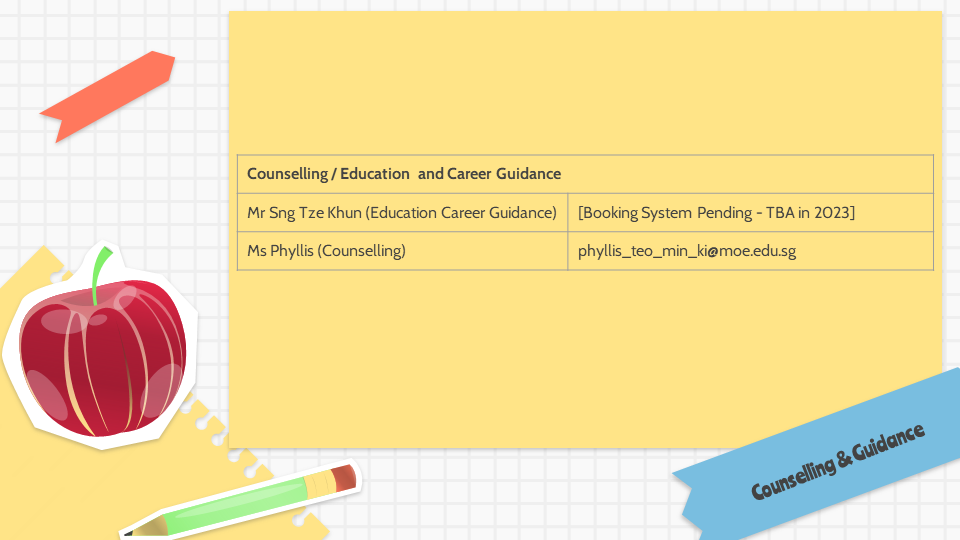 Counselling / Education and Career Guidance
Mr Sng Tze Khun (Education Career Guidance) [Booking System Pending - TBA in 2023]
Ms Phyllis (Counselling) phyllis_teo_min_ki@moe.edu.sg
Counselling & Guidance